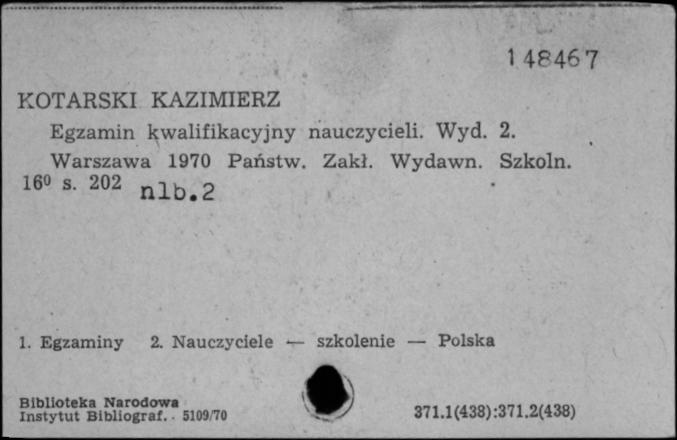 148467
KOTARSKI KAZIMIERZ
Egzamin kwalifikacyjny nauczycieli. Wyd. 2.
Warszawa 1970 Państw. Zakł. Wydawn. Szkoln.
16⁰ s. 202 nlb.2
1. Egzaminy 2. Nauczyciele — szkolenie — Polska
Biblioteka Narodowa
Instytut Bibliograf. 5109/70
371.1(438):371.2(438)